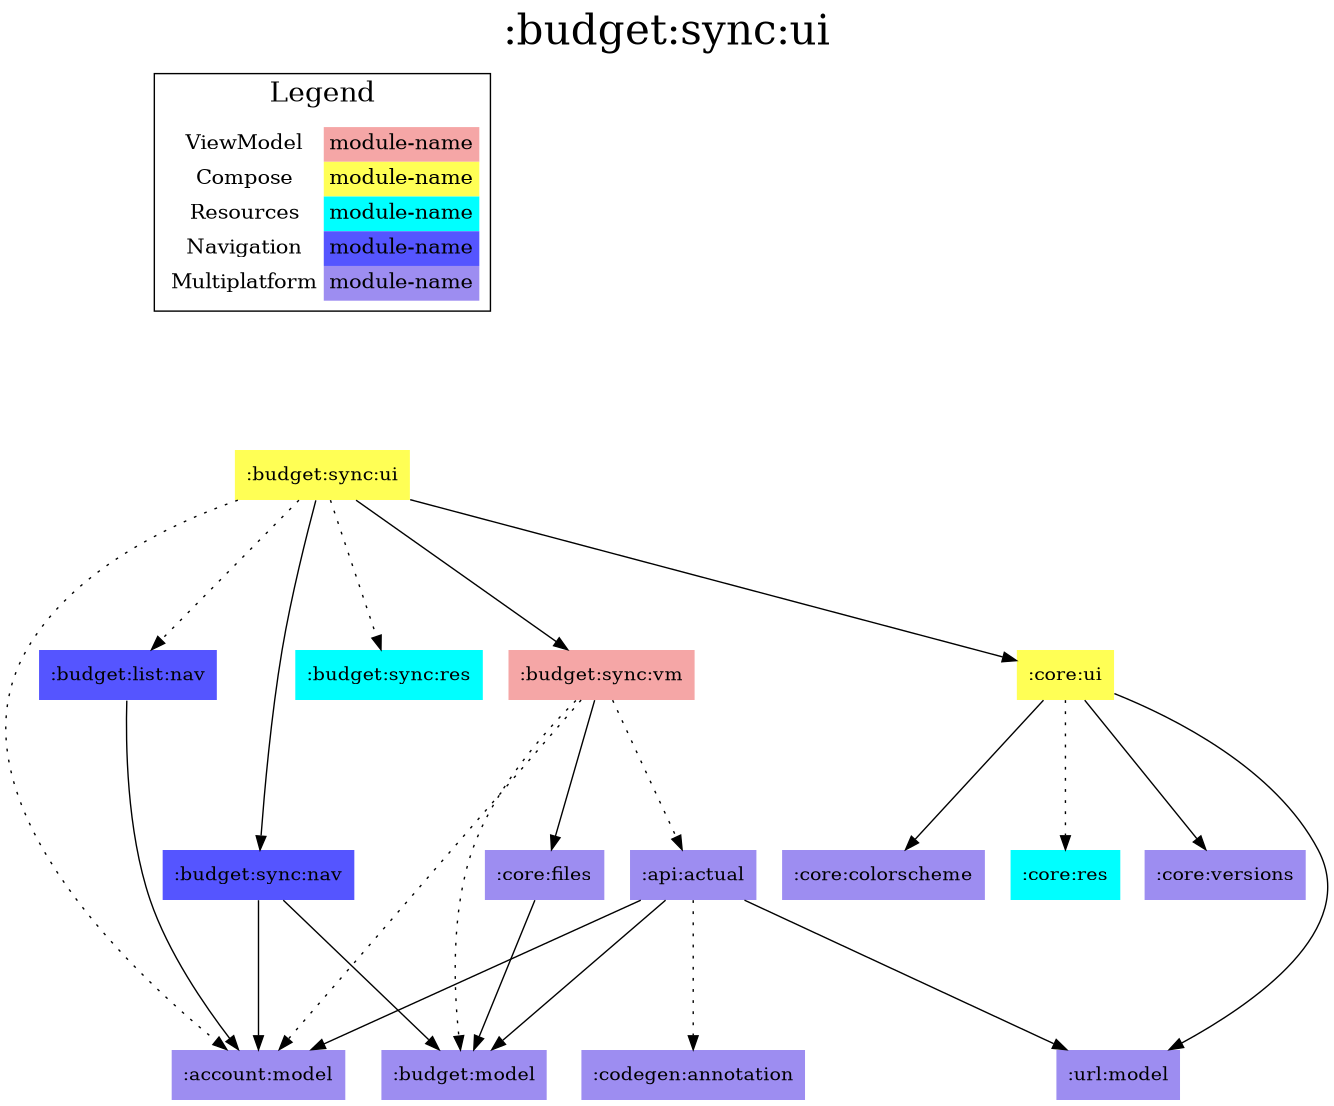 :budget:sync:ui
Legend
ViewModel module-name
Compose module-name
Resources module-name
Navigation module-name
Multiplatform module-name
:budget:sync:ui
:budget:list:nav :budget:sync:res :budget:sync:vm :core:ui
:budget:sync:nav :core:files :api:actual :core:colorscheme :core:res :core:versions
:account:model :budget:model :codegen:annotation :url:model